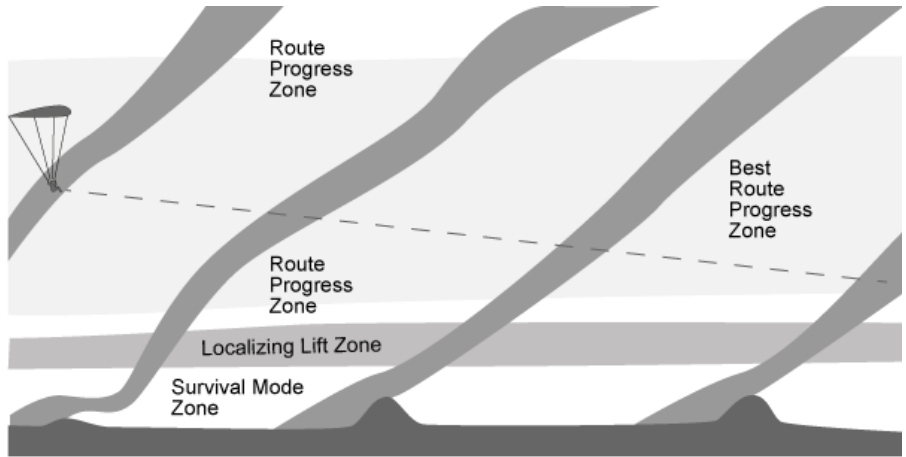 Route
Progress
Zone
Best
Route
Progress
Zone
Route
Progress
Zone
Localizing Lift Zone
Survival Mode
Zone